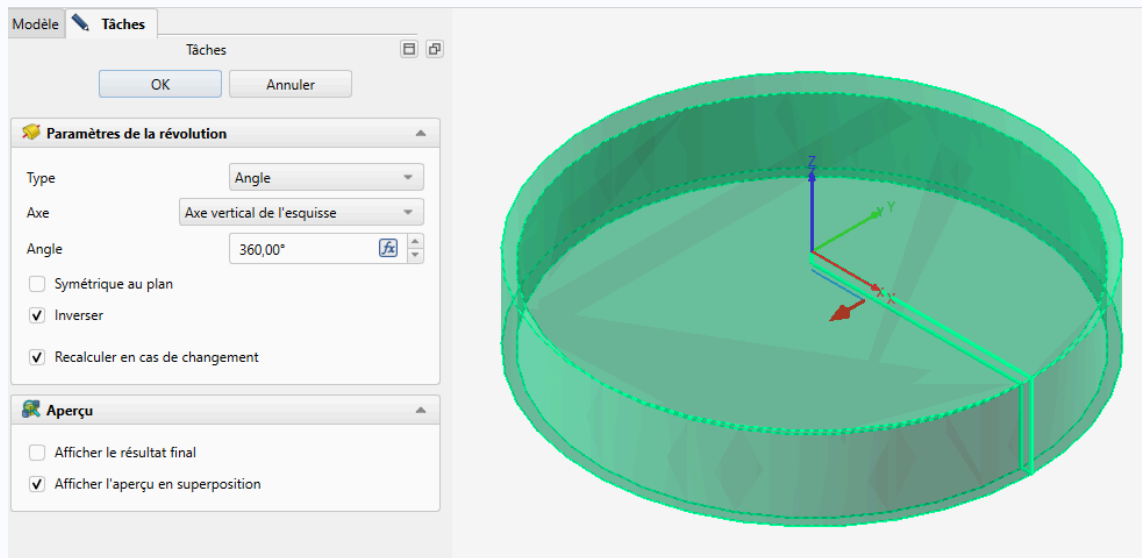 Modèle Tâches
Tâches
OK Annuler
Paramètres de la révolution
Type Angle
Axe Axe vertical de l'esquisse
Angle 360,00° fx
Symétrique au plan
Inverser
Recalculer en cas de changement
Aperçu
Afficher le résultat final
Afficher l'aperçu en superposition
Z
Y Y
X X